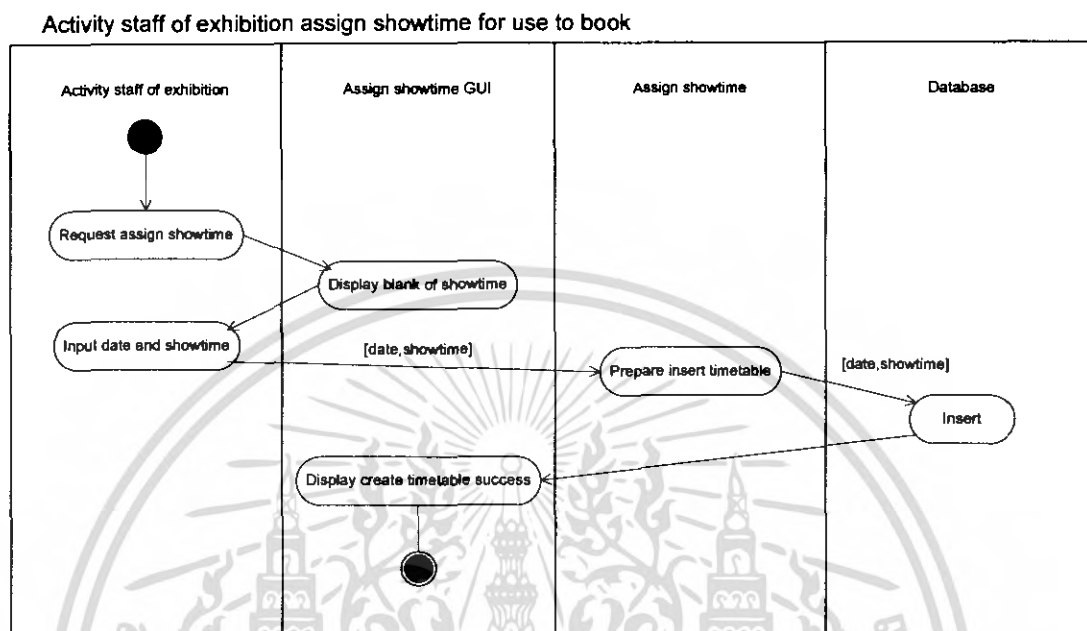 Activity staff of exhibition assign showtime for use to book
Activity staff of exhibition
Assign showtime GUI
Assign showtime
Database
Request assign showtime
Display blank of showtime
Input date end showtime
[date,showtime]
Prepare insert timetable
[date,showtime]
Insert
Display create timetable success